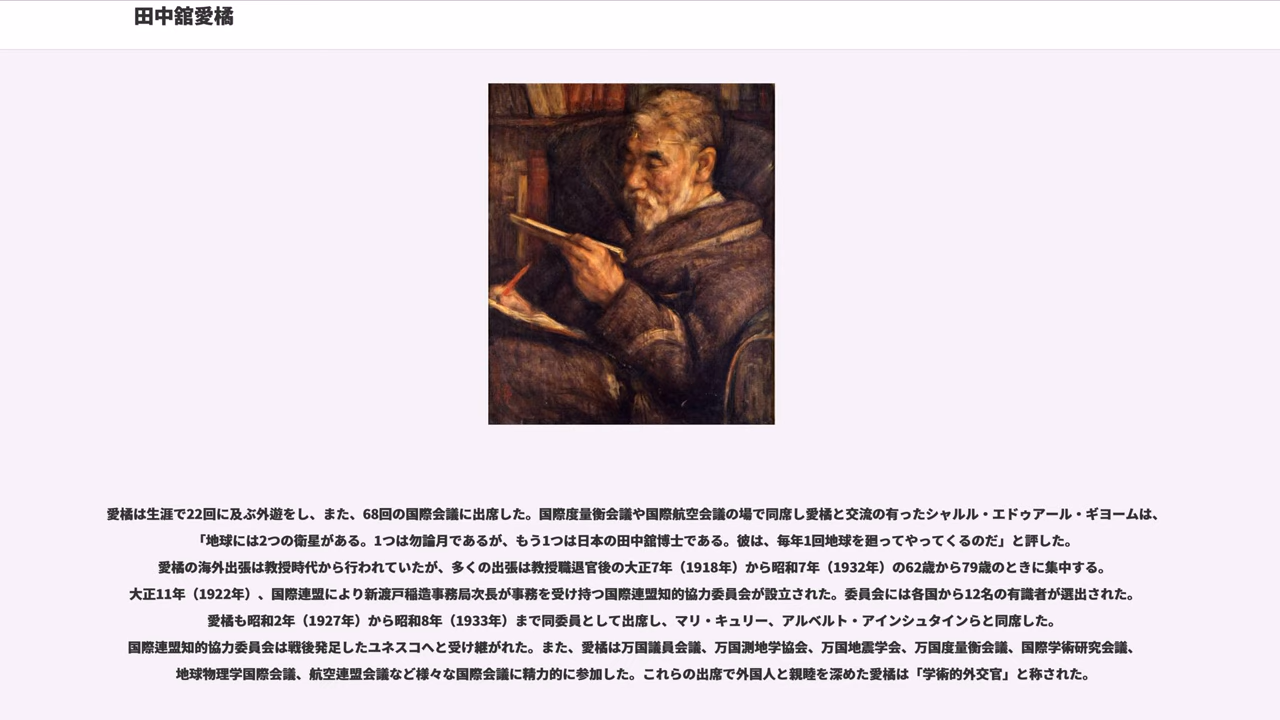 田中舘愛橘
愛橘は生涯で22回に及ぶ外遊をし、また、68回の国際会議に出席した。国際度量衡会議や国際航空会議の場で同席し愛橘と交流の有ったシャルル・エドゥアール・ギヨームは、
「地球には2つの衛星がある。1つは勿論月であるが、もう1つは日本の田中舘博士である。彼は、毎年1回地球を廻ってやってくるのだ」と評した。
愛橘の海外出張は教授時代から行われていたが、多くの出張は教授職退官後の大正7年（1918年）から昭和7年（1932年）の62歳から79歳のときに集中する。
大正11年（1922年）、国際連盟により新渡戸稲造事務局次長が事務を受け持つ国際連盟知的協力委員会が設立された。委員会には各国から12名の有識者が選出された。
愛橘も昭和2年（1927年）から昭和8年（1933年）まで同委員として出席し、マリ・キュリー、アルベルト・アインシュタインらと同席した。
国際連盟知的協力委員会は戦後発足したユネスコへと受け継がれた。また、愛橘は万国議員会議、万国測地学協会、万国地震学会、万国度量衡会議、国際学術研究会議、
地球物理学国際会議、航空連盟会議など様々な国際会議に精力的に参加した。これらの出席で外国人と親睦を深めた愛橘は「学術的外交官」と称された。